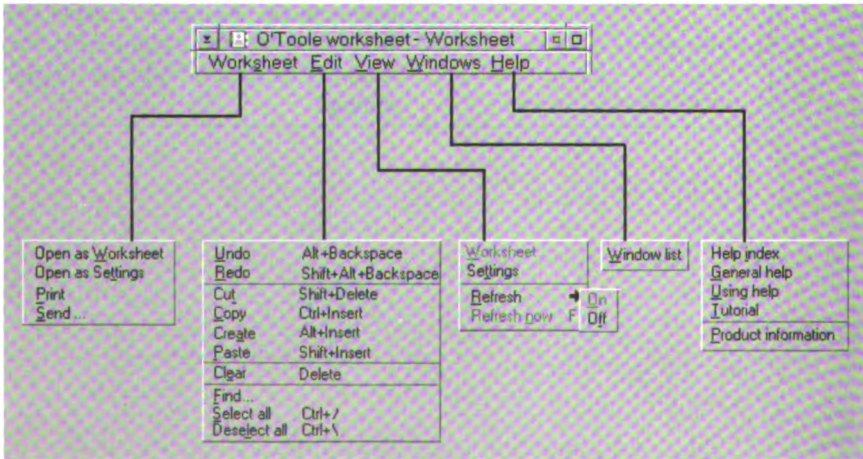 O'Toole worksheet - Worksheet
Worksheet Edit View Windows Help
Open as Worksheet
Open as Settings
Print
Send ...
Undo Alt+Backspace
Redo Shift+Alt+Backspace
Cut Shift+Delete
Copy Ctrl+Insert
Create Alt+Insert
Paste Shift+Insert
Clear Delete
Find...
Select all Ctrl+/
Deselect all Ctrl+\
Worksheet
Settings
Refresh
Refresh now F
On
Off
Window list
Help index
General help
Using help
Tutorial
Product information